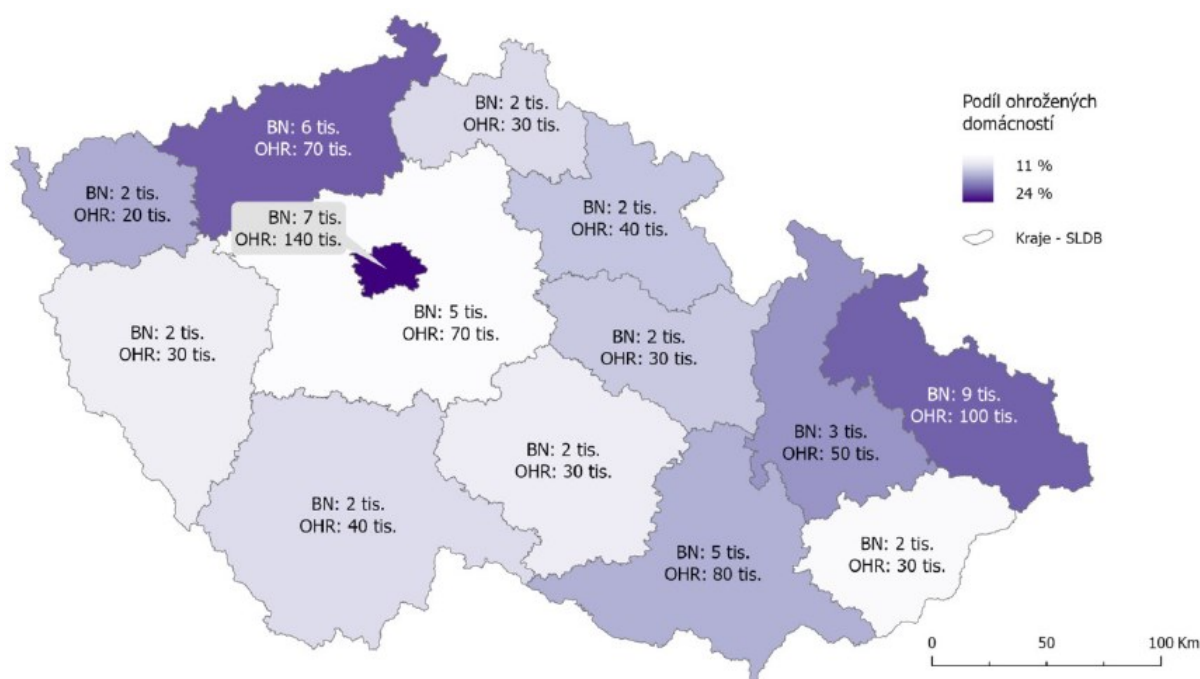 BN: 2 tis.
OHR: 30 tis.
BN: 6 tis.
OHR: 70 tis.
BN: 2 tis.
OHR: 20 tis.
BN: 7 tis.
OHR: 140 tis.
BN: 2 tis.
OHR: 40 tis.
BN: 5 tis.
OHR: 70 tis.
BN: 2 tis.
OHR: 30 tis.
BN: 2 tis.
OHR: 30 tis.
BN: 9 tis.
OHR: 100 tis.
BN: 3 tis.
OHR: 50 tis.
BN: 2 tis.
OHR: 30 tis.
BN: 2 tis.
OHR: 40 tis.
BN: 5 tis.
OHR: 80 tis.
BN: 2 tis.
OHR: 30 tis.
Podíl ohrožených
domácností
11 %
24 %
Kraje - SLDB
0 50 100 Km